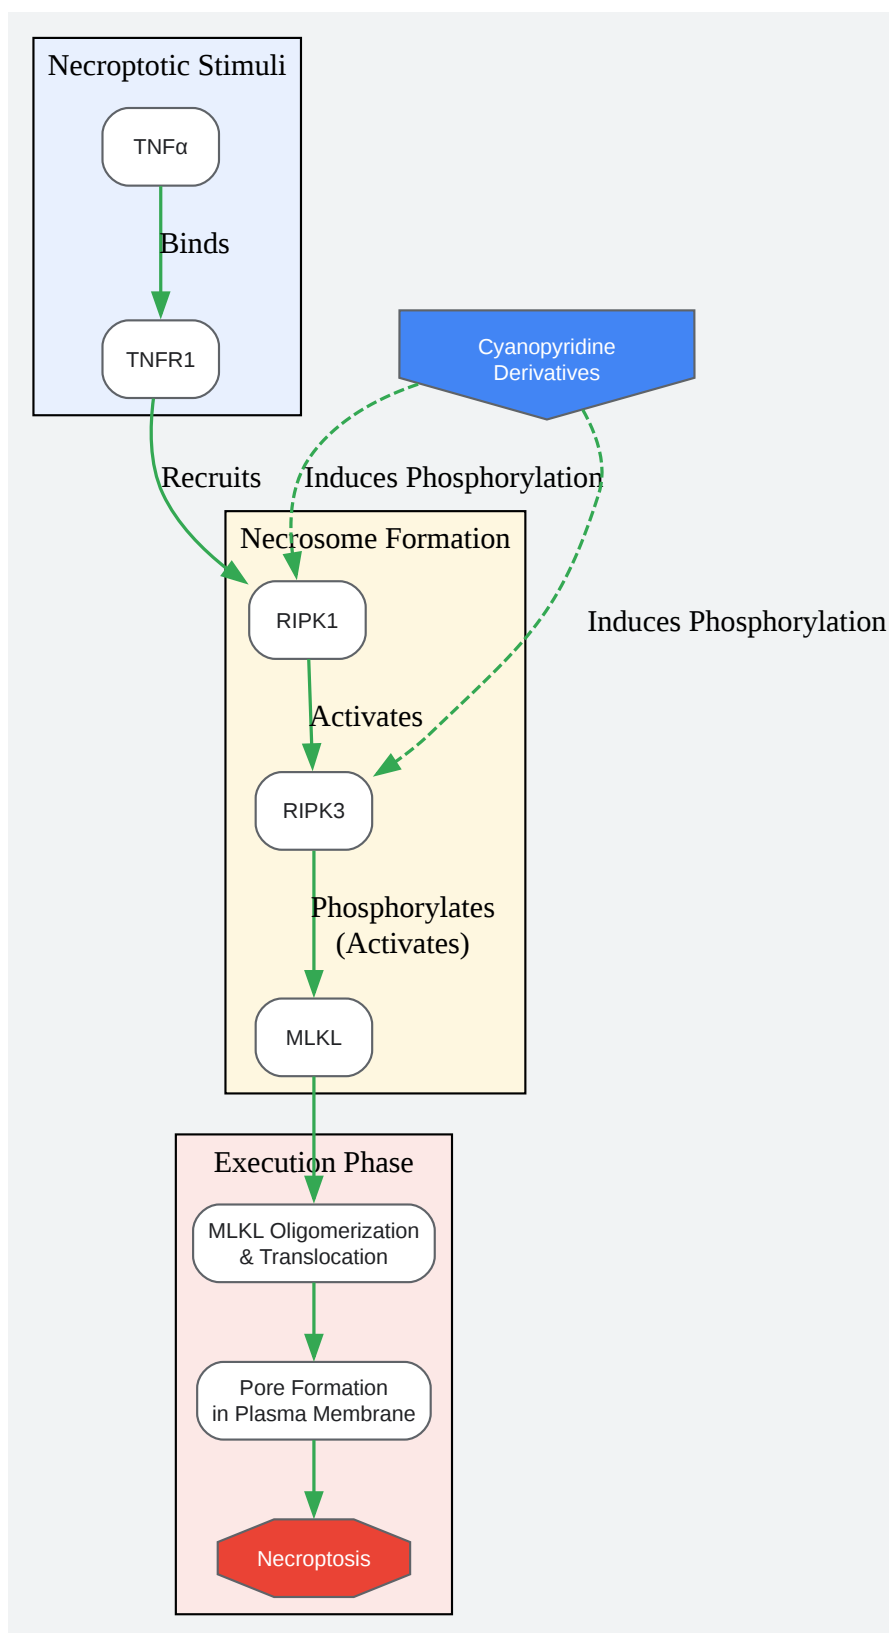 Necroptotic Stimuli
TNFα
Binds
TNFR1
Cyanopyridine
Derivatives
Recruits
Induces Phosphorylation
Necrosome Formation
RIPK1
Induces Phosphorylation
Activates
RIPK3
Phosphorylates
(Activates)
MLKL
Execution Phase
MLKL Oligomerization
& Translocation
Pore Formation
in Plasma Membrane
Necroptosis